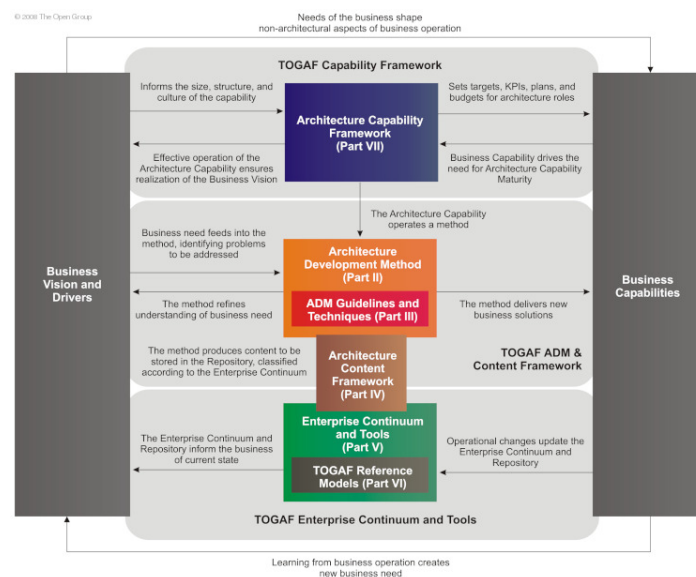 © 2008 The Open Group
Needs of the business shape
non-architectural aspects of business operation
TOGAF Capability Framework
Informs the size, structure, and
culture of the capability
Architecture Capability
Framework
(Part VII)
Sets targets, KPIs, plans, and
budgets for architecture roles
Effective operation of the
Architecture Capability ensures
realization of the Business Vision
Business Capability drives the
need for Architecture Capability
Maturity
The Architecture Capability
operates a method
Business need feeds into the
method, identifying problems
to be addressed
Architecture
Development Method
(Part II)
Business
Vision and
Drivers
Business
Capabilities
ADM Guidelines and
Techniques (Part III)
The method refines
understanding of business need
The method delivers new
business solutions
The method produces content to be
stored in the Repository, classified
according to the Enterprise Continuum
Architecture
Content
Framework
(Part IV)
TOGAF ADM &
Content Framework
Enterprise Continuum
and Tools
(Part V)
The Enterprise Continuum and
Repository inform the business
of current state
Operational changes update the
Enterprise Continuum and
Repository
TOGAF Reference
Models (Part VI)
TOGAF Enterprise Continuum and Tools
Learning from business operation creates
new business need